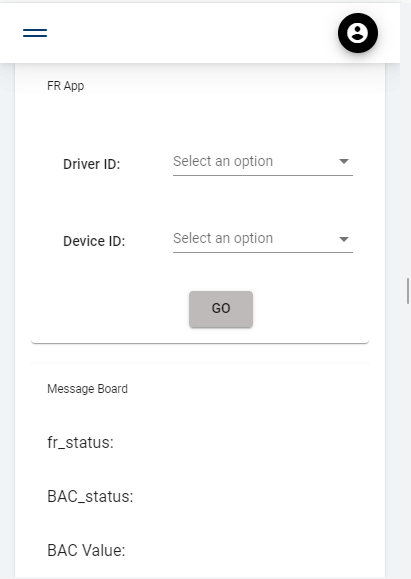 FR App
Driver ID: Select an option
Device ID: Select an option
GO
Message Board
fr_status:
BAC_status:
BAC Value: